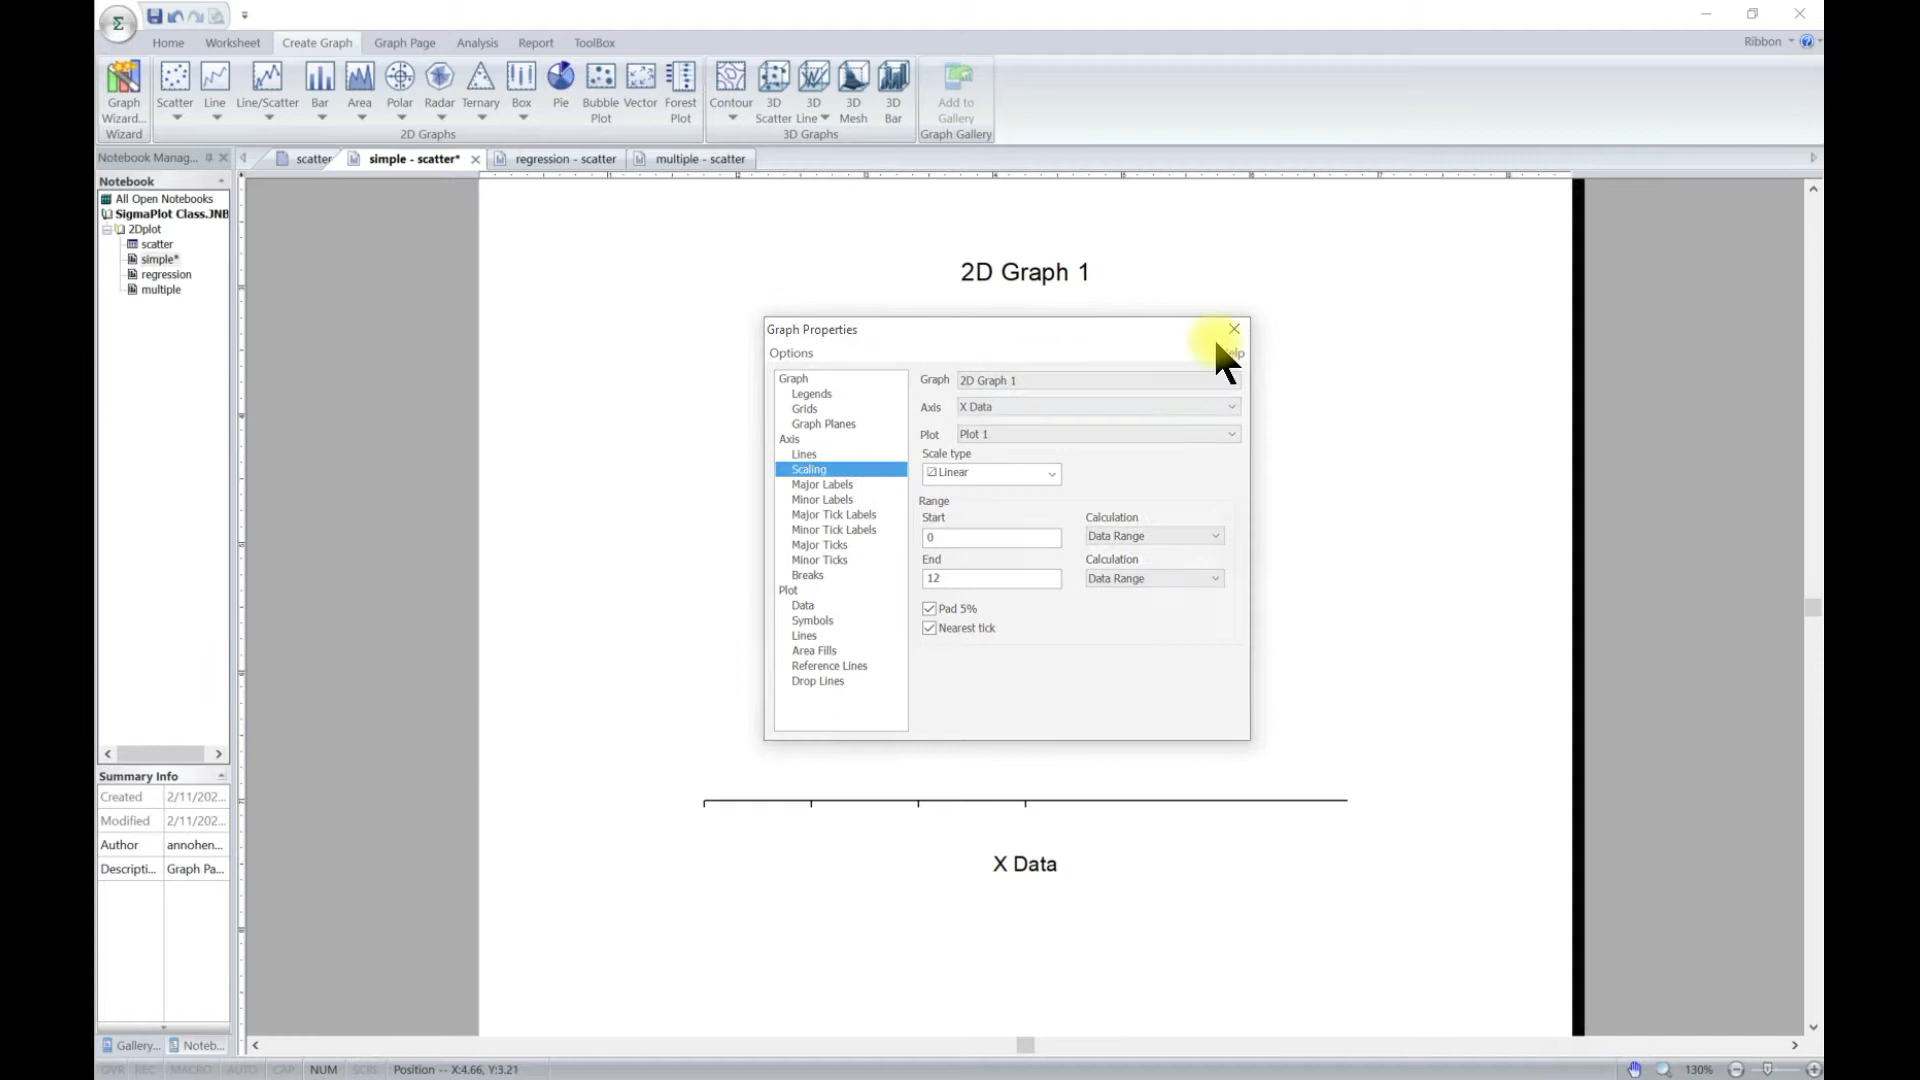 Σ
Home Worksheet Create Graph Graph Page Analysis Report ToolBox Ribbon
Graph Wizard...
Scatter
Line
Line/Scatter
Bar
Area
Polar
Radar
Ternary
Box
Pie
Bubble Plot
Vector
Forest Plot
Contour
3D Scatter
3D Line
3D Mesh
3D Bar
Add to Gallery
Wizard 2D Graphs 3D Graphs Graph Gallery
Notebook Manag...
scatter
simple - scatter*
regression - scatter
multiple - scatter
Notebook
All Open Notebooks
SigmaPlot Class.JNB
2Dplot
scatter
simple*
regression
multiple
2D Graph 1
Graph Properties
Options
Graph
Legends
Grids
Graph Planes
Axis
Lines
Scaling
Major Labels
Minor Labels
Major Tick Labels
Minor Tick Labels
Major Ticks
Minor Ticks
Breaks
Plot
Data
Symbols
Lines
Area Fills
Reference Lines
Drop Lines
Graph 2D Graph 1
Axis X Data
Plot Plot 1
Scale type
Linear
Range
Start Calculation
0 Data Range
End Calculation
12 Data Range
Pad 5%
Nearest tick
X Data
Summary Info
Created 2/11/202...
Modified 2/11/202...
Author annohen...
Descripti... Graph Pa...
Gallery... Noteb...
OVR REC MACRO AUTO CAP NUM SCRL Position -- X:4.66, Y:3.21 130%